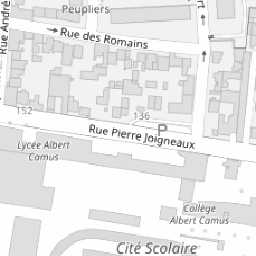 Peupliers
Rue André
rt
Rue des Romains
152
136
P
Rue Pierre Joigneaux
Lycée Albert
Camus
Collège
Albert Camus
Cité Scolaire